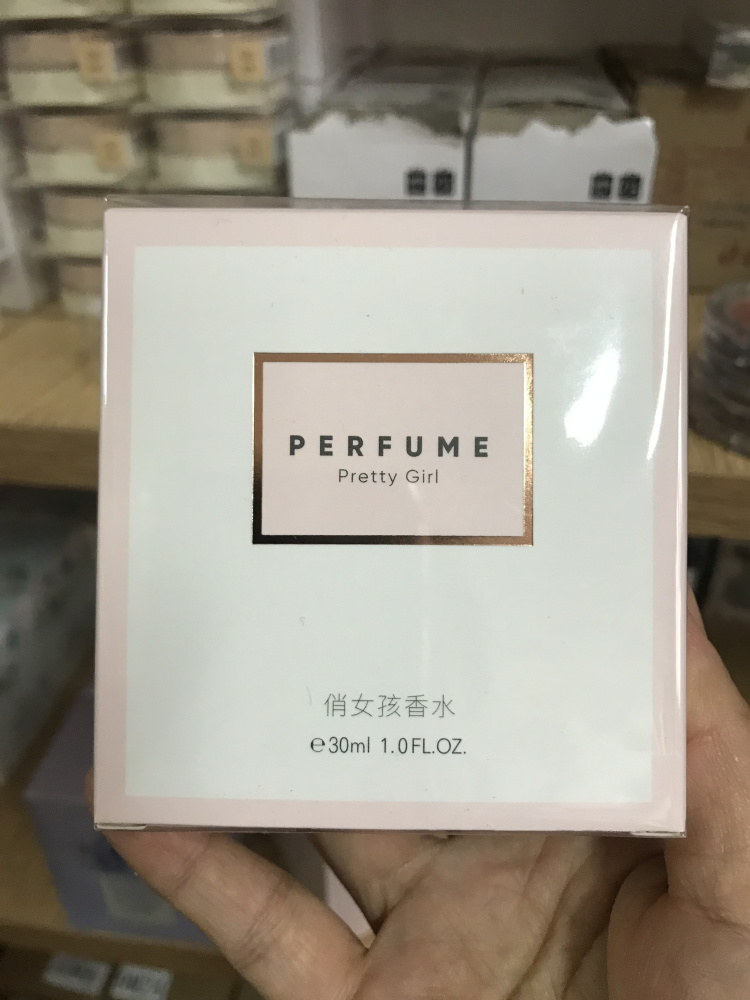 PERFUME
Pretty Girl
俏女孩香水
℮30ml 1.0FL.OZ.